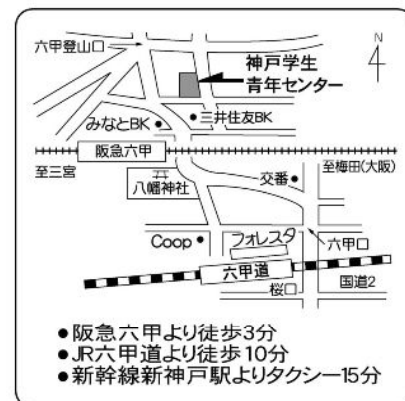 六甲登山口
N
神戸学生
青年センター
みなとBK
三井住友BK
阪急六甲
至三宮
至梅田(大阪)
八幡神社
交番
Coop
フォレスタ
六甲口
六甲道
桜口
国道2
●阪急六甲より徒歩3分
●JR六甲道より徒歩10分
●新幹線新神戸駅よりタクシー15分